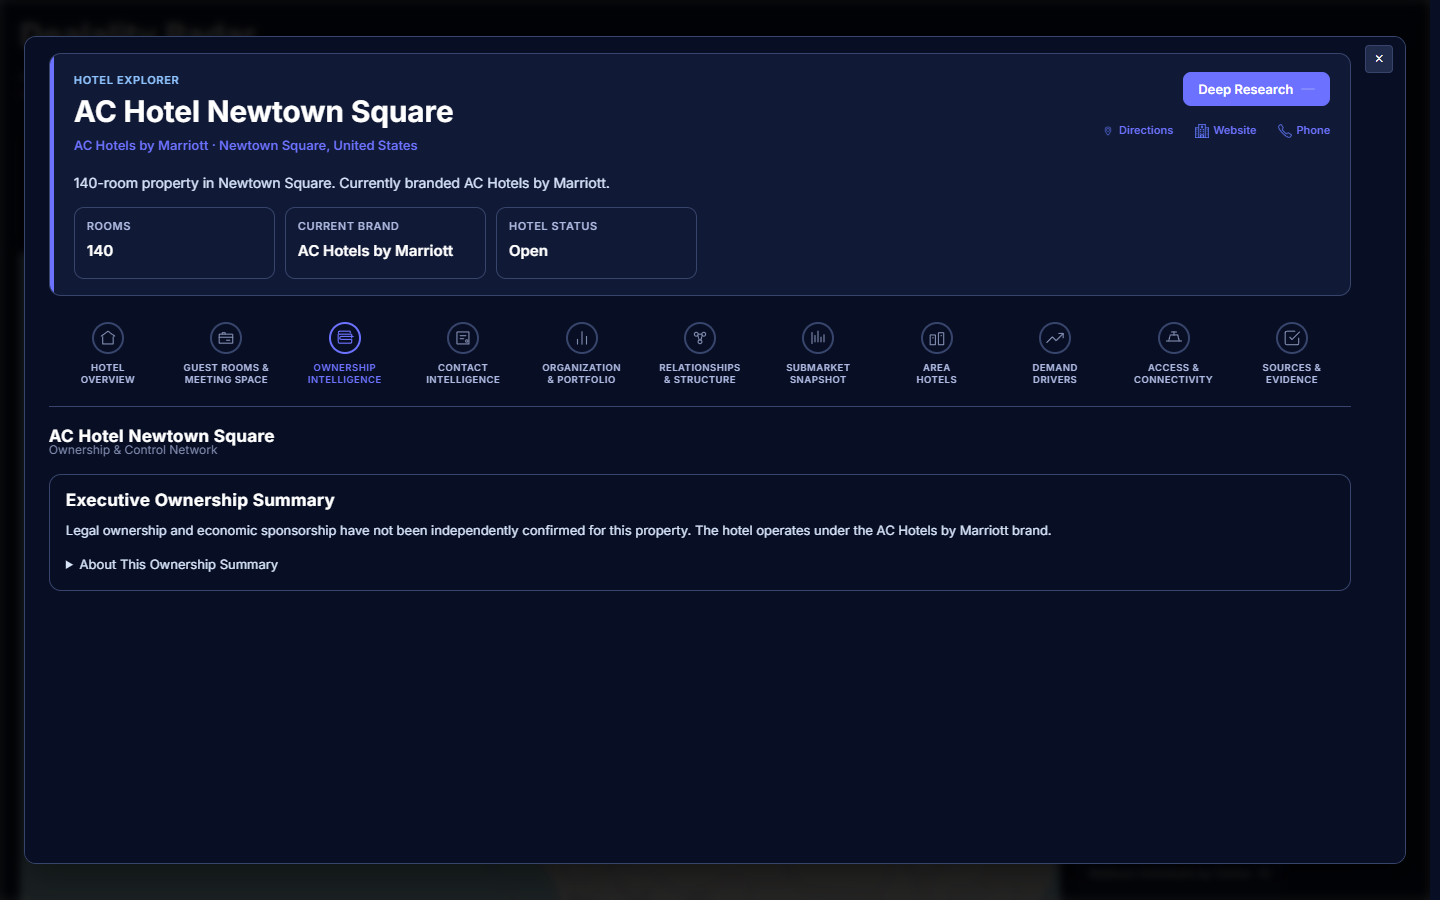 HOTEL EXPLORER
AC Hotel Newtown Square
AC Hotels by Marriott · Newtown Square, United States
140-room property in Newtown Square. Currently branded AC Hotels by Marriott.
Deep Research
Directions
Website
Phone
ROOMS
140
CURRENT BRAND
AC Hotels by Marriott
HOTEL STATUS
Open
HOTEL
OVERVIEW
GUEST ROOMS &
MEETING SPACE
OWNERSHIP
INTELLIGENCE
CONTACT
INTELLIGENCE
ORGANIZATION
& PORTFOLIO
RELATIONSHIPS
& STRUCTURE
SUBMARKET
SNAPSHOT
AREA
HOTELS
DEMAND
DRIVERS
ACCESS &
CONNECTIVITY
SOURCES &
EVIDENCE
AC Hotel Newtown Square
Ownership & Control Network
Executive Ownership Summary
Legal ownership and economic sponsorship have not been independently confirmed for this property. The hotel operates under the AC Hotels by Marriott brand.
About This Ownership Summary